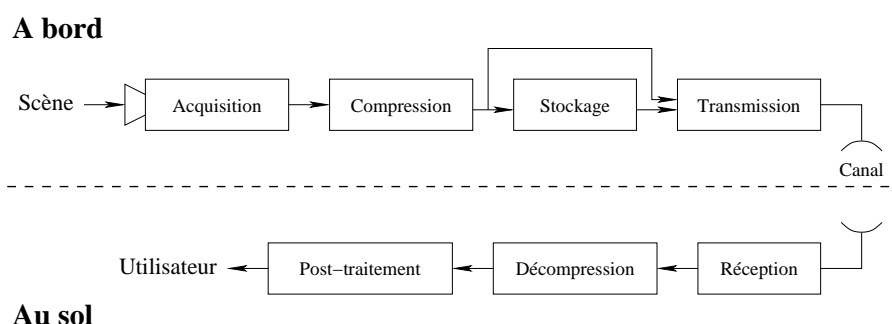 A bord
Scène
Acquisition
Compression
Stockage
Transmission
Canal
Utilisateur
Post−traitement
Décompression
Réception
Au sol